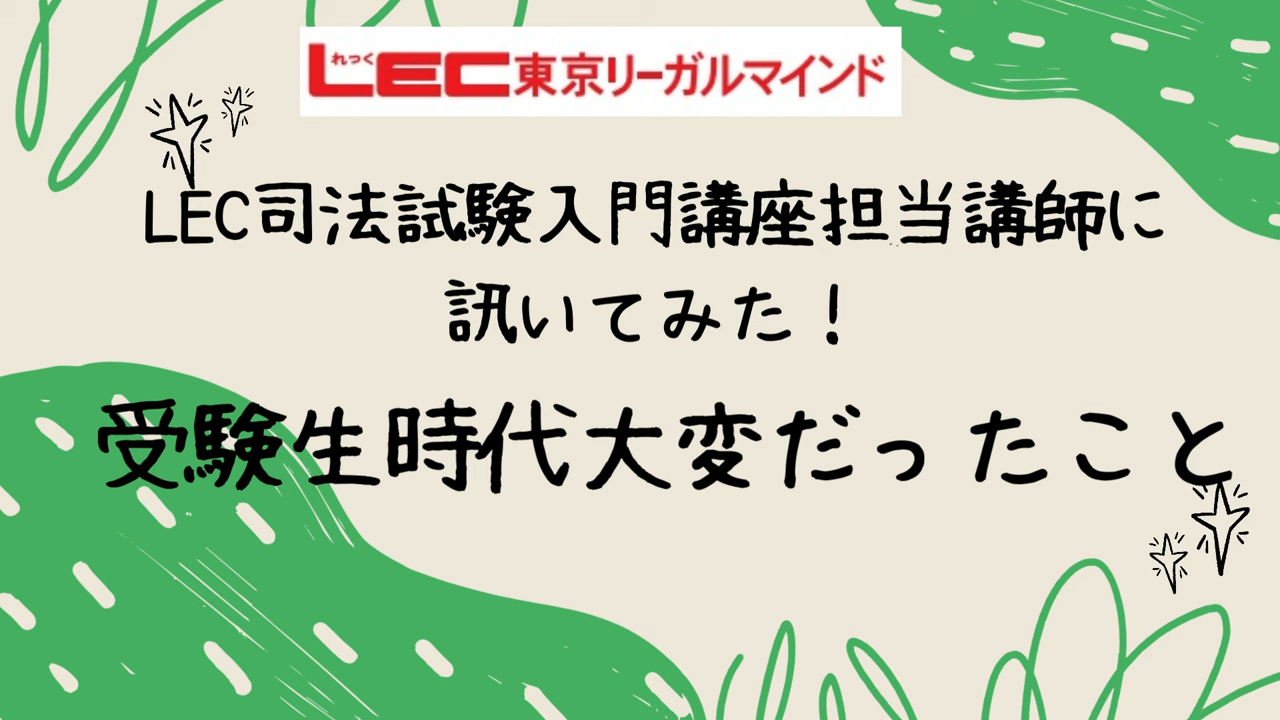 れっく
LEC東京リーガルマインド
LEC司法試験入門講座担当講師に
訊いてみた!
受験生時代大変だったこと